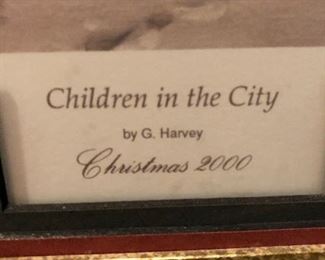 Children in the City
by G. Harvey
Christmas 2000